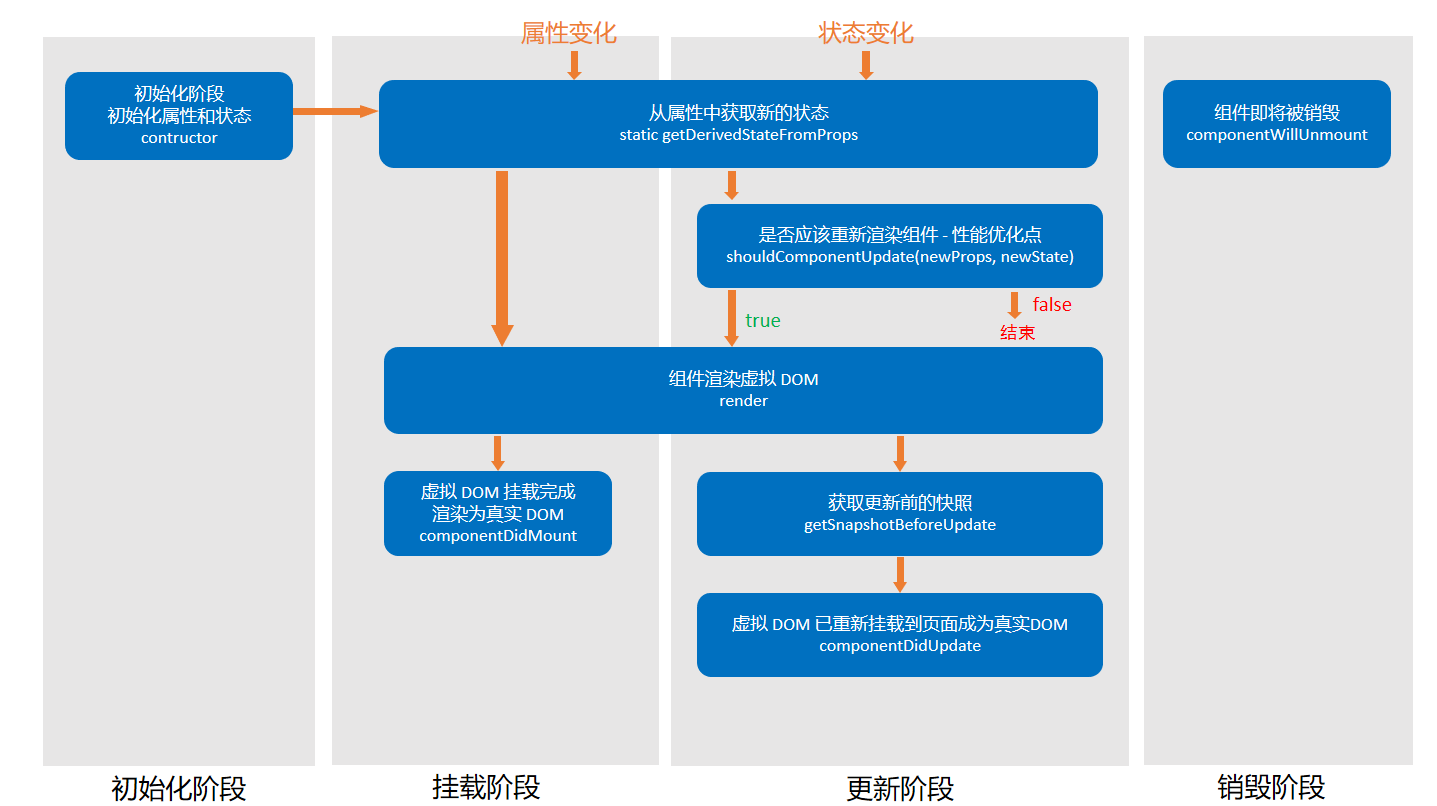 属性变化
状态变化
初始化阶段
初始化属性和状态
contructor
从属性中获取新的状态
static getDerivedStateFromProps
组件即将被销毁
componentWillUnmount
是否应该重新渲染组件 - 性能优化点
shouldComponentUpdate(newProps, newState)
true
false
结束
组件渲染虚拟 DOM
render
虚拟 DOM 挂载完成
渲染为真实 DOM
componentDidMount
获取更新前的快照
getSnapshotBeforeUpdate
虚拟 DOM 已重新挂载到页面成为真实DOM
componentDidUpdate
初始化阶段
挂载阶段
更新阶段
销毁阶段